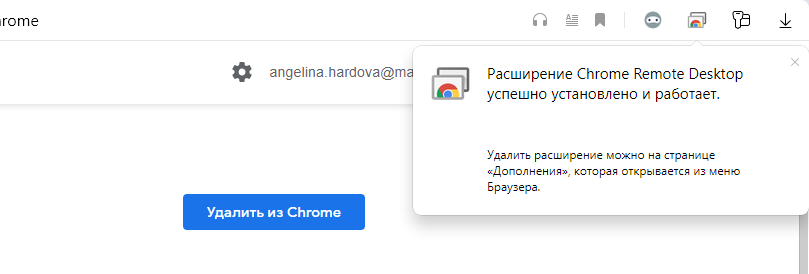 rome
angelina.hardova@ma
Расширение Chrome Remote Desktop
успешно установлено и работает.
Удалить расширение можно на странице
«Дополнения», которая открывается из меню
Браузера.
Удалить из Chrome